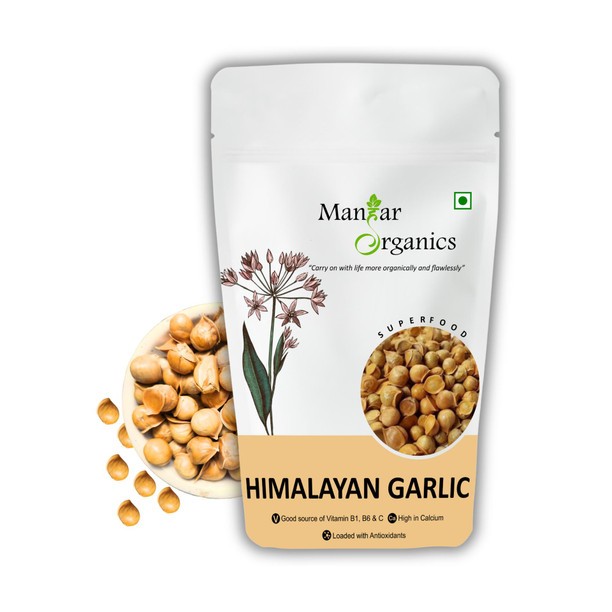 Manhar
Organics
"Carry on with life more organically and flawlessly"
SUPERFOOD
HIMALAYAN GARLIC
V Good source of Vitamin B1, B6 & C Ca High in Calcium
Loaded with Antioxidants